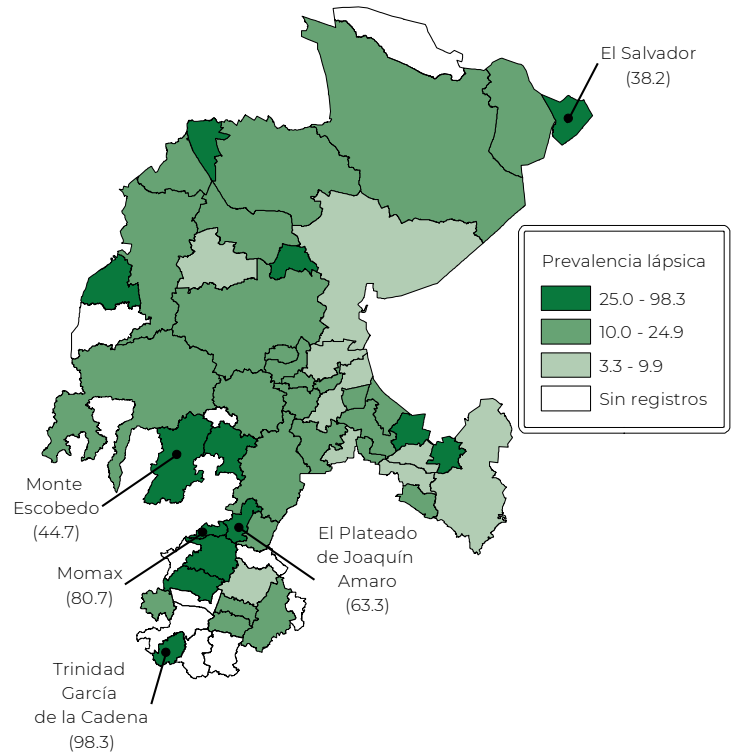 El Salvador
(38.2)
Prevalencia lápsica
25.0 - 98.3
10.0 - 24.9
3.3 - 9.9
Sin registros
Monte
Escobedo
(44.7)
El Plateado
de Joaquín
Amaro
(63.3)
Momax
(80.7)
Trinidad
García
de la Cadena
(98.3)